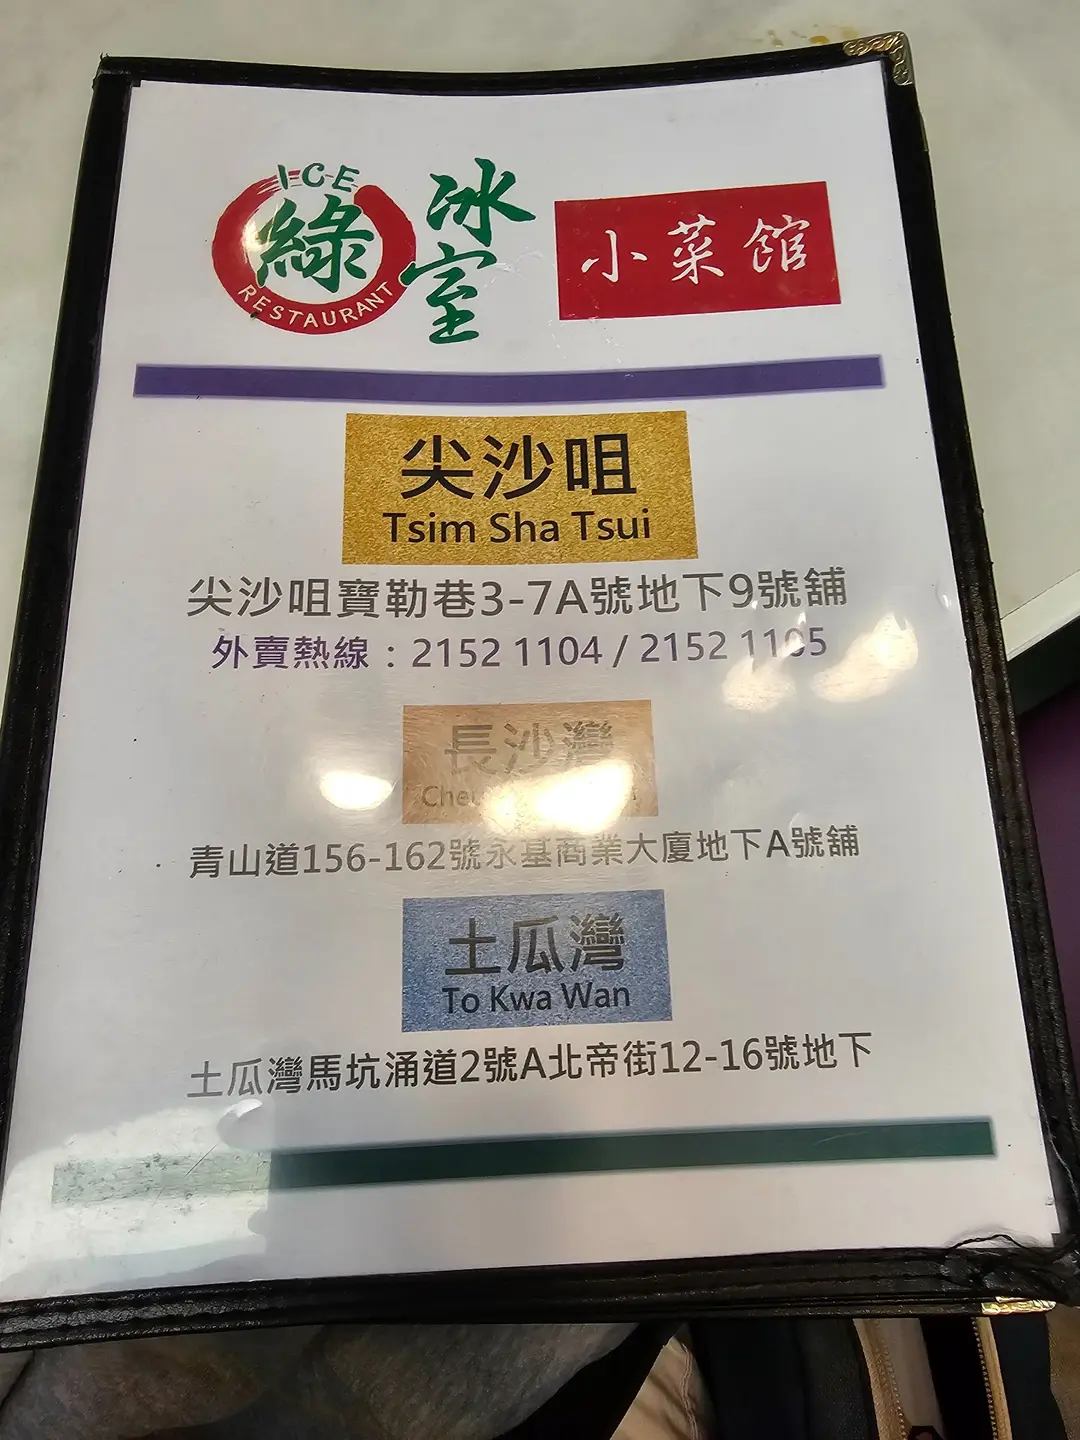 ICE
綠
RESTAURANT
冰室
小菜館
尖沙咀
Tsim Sha Tsui
尖沙咀寶勒巷3-7A號地下9號舖
外賣熱線：2152 1104 / 2152 1105
長沙灣
青山道156-162號永基商業大廈地下A號舖
土瓜灣
To Kwa Wan
土瓜灣馬坑涌道2號A北帝街12-16號地下